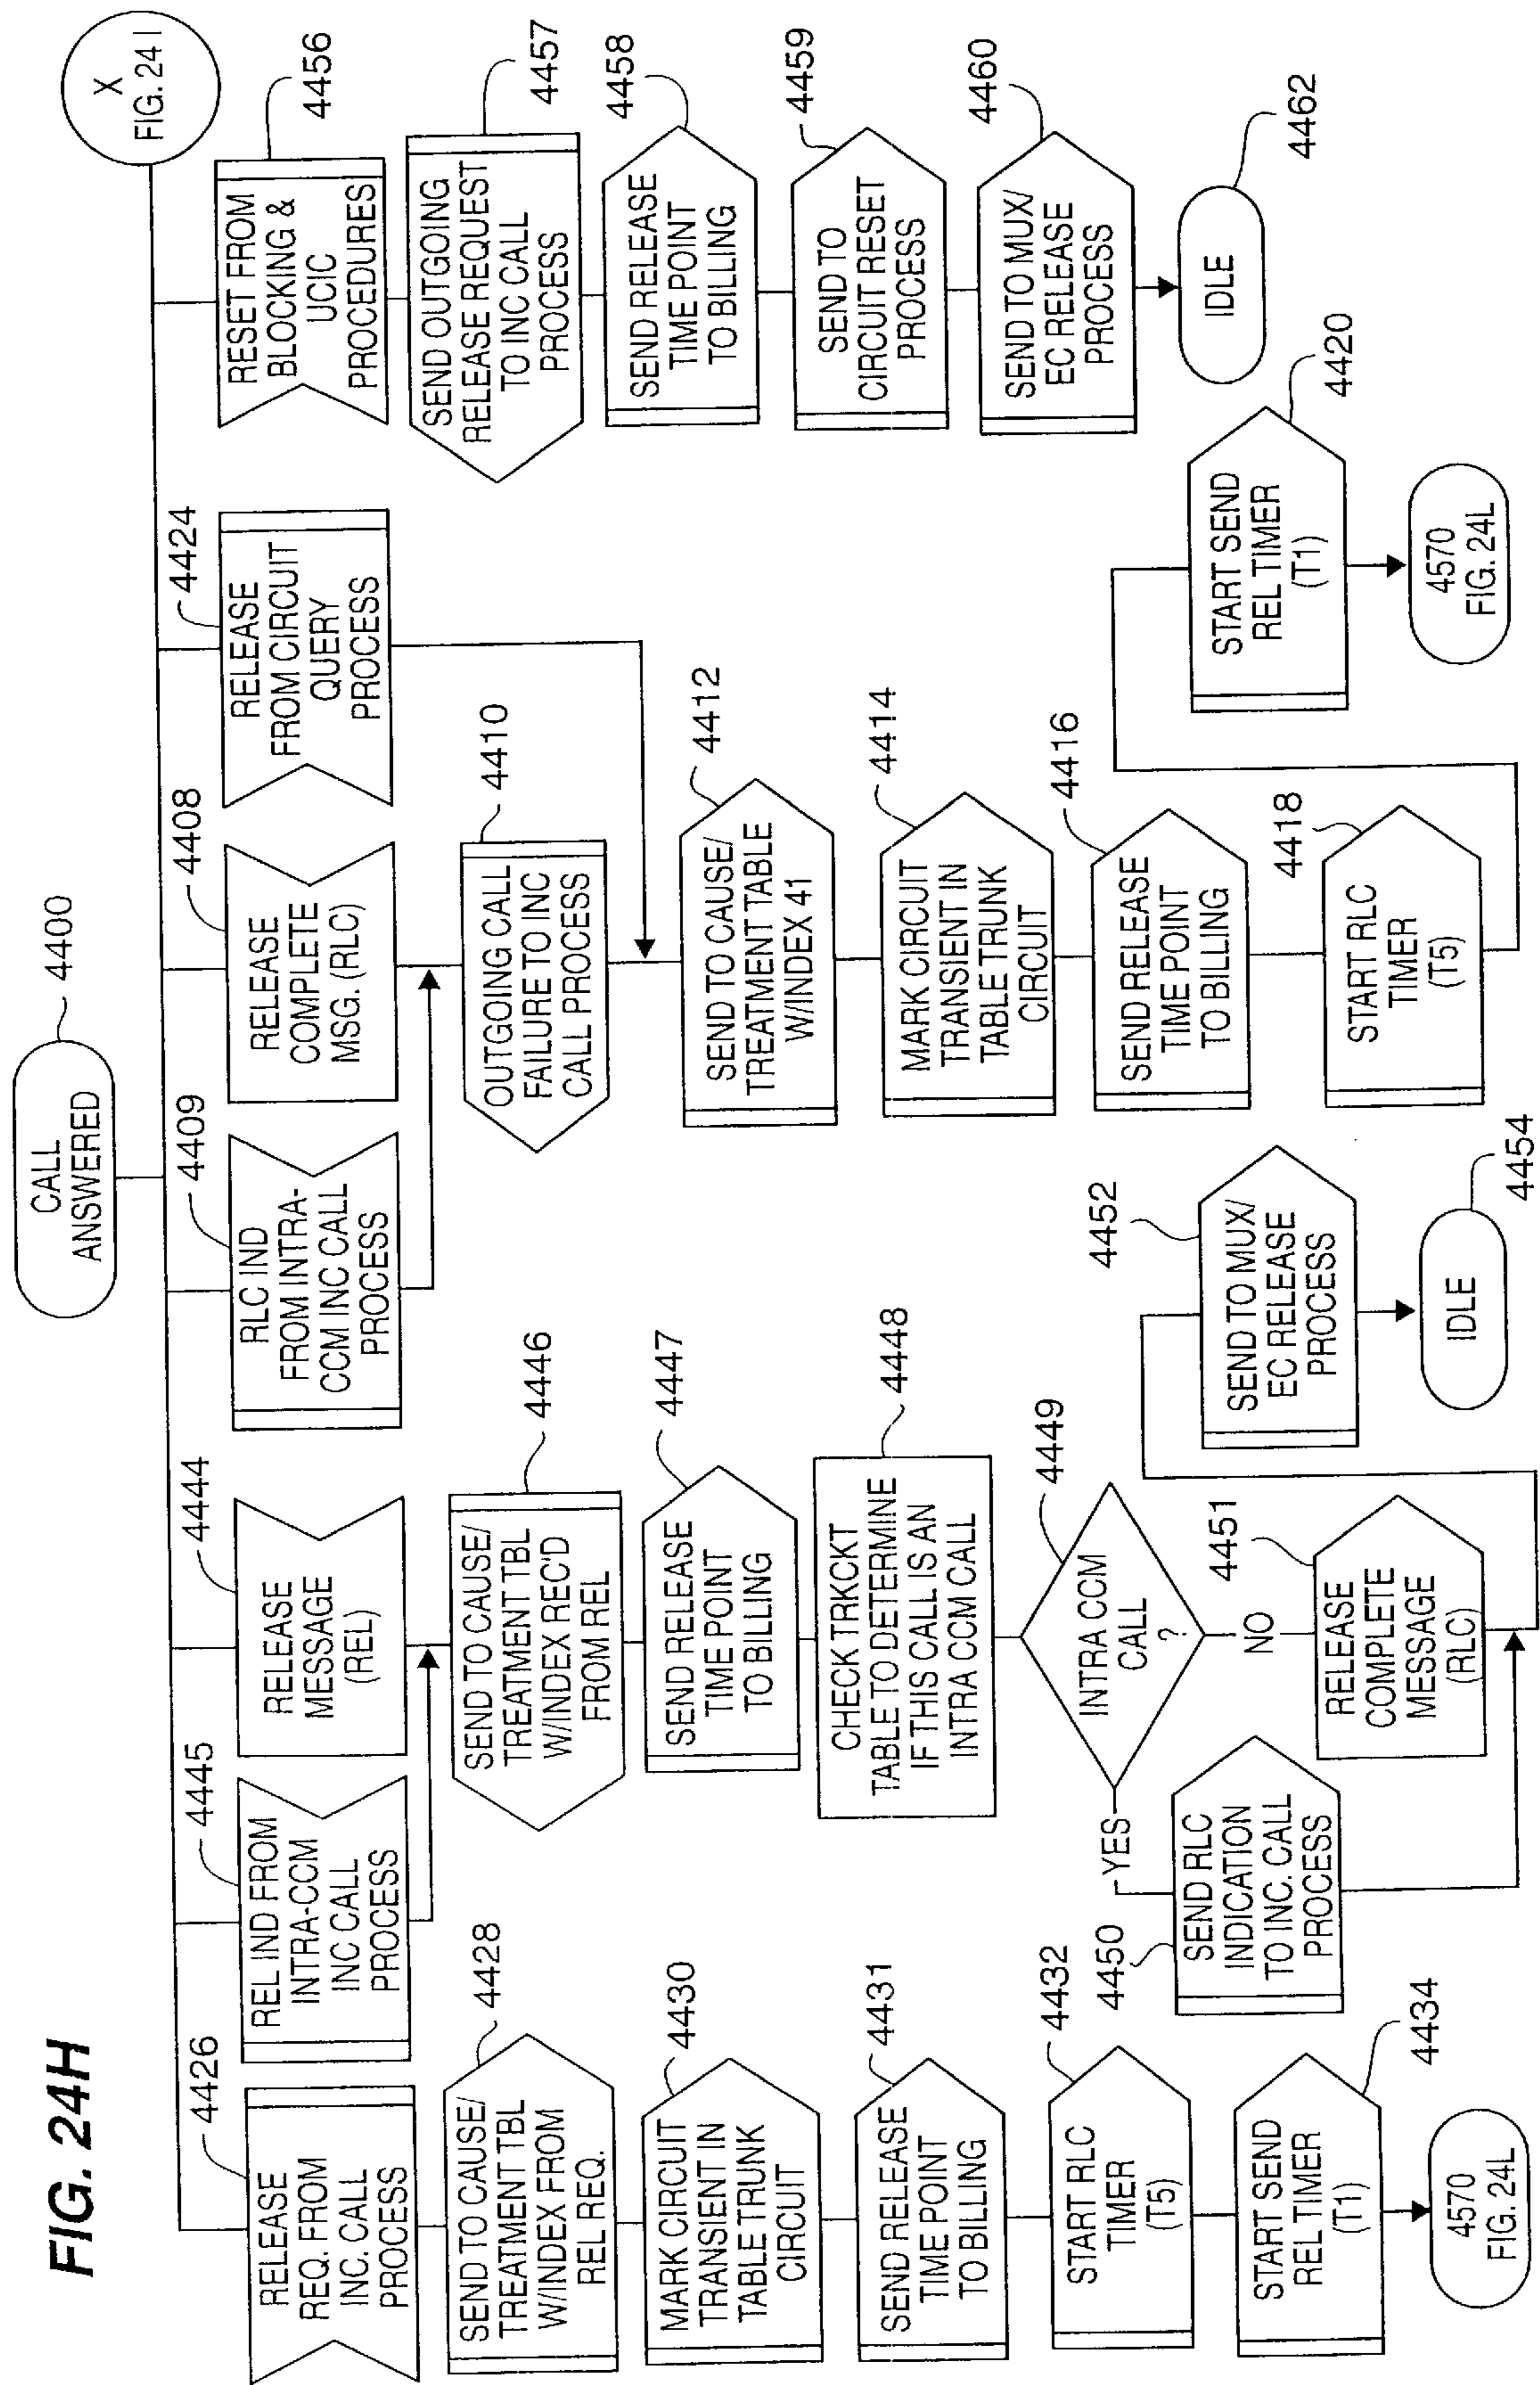 FIG. 24H
CALL
ANSWERED
4400
X
FIG. 24 I
4426
RELEASE
REQ. FROM
INC. CALL
PROCESS
4428
SEND TO CAUSE/
TREATMENT TBL
W/INDEX FROM
REL REQ.
4430
MARK CIRCUIT
TRANSIENT IN
TABLE TRUNK
CIRCUIT
4431
SEND RELEASE
TIME POINT
TO BILLING
4432
START RLC
TIMER
(T5)
4434
START SEND
REL TIMER
(T1)
4570
FIG. 24L
4445
REL IND FROM
INTRA-CCM
INC CALL
PROCESS
4444
RELEASE
MESSAGE
(REL)
4446
SEND TO CAUSE/
TREATMENT TBL
W/INDEX REC'D
FROM REL
4447
SEND RELEASE
TIME POINT
TO BILLING
4448
CHECK TRKCKT
TABLE TO DETERMINE
IF THIS CALL IS AN
INTRA CCM CALL
4449
INTRA CCM
CALL
?
YES
NO
4450
SEND RLC
INDICATION
TO INC. CALL
PROCESS
4451
RELEASE
COMPLETE
MESSAGE
(RLC)
4452
SEND TO MUX/
EC RELEASE
PROCESS
IDLE
4454
4409
RLC IND
FROM INTRA-
CCM INC CALL
PROCESS
4408
RELEASE
COMPLETE
MSG. (RLC)
4410
OUTGOING CALL
FAILURE TO INC
CALL PROCESS
4424
RELEASE
FROM CIRCUIT
QUERY
PROCESS
4412
SEND TO CAUSE/
TREATMENT TABLE
W/INDEX 41
4414
MARK CIRCUIT
TRANSIENT IN
TABLE TRUNK
CIRCUIT
4416
SEND RELEASE
TIME POINT
TO BILLING
4418
START RLC
TIMER
(T5)
4420
START SEND
REL TIMER
(T1)
4570
FIG. 24L
4456
RESET FROM
BLOCKING &
UCIC
PROCEDURES
4457
SEND OUTGOING
RELEASE REQUEST
TO INC CALL
PROCESS
4458
SEND RELEASE
TIME POINT
TO BILLING
4459
SEND TO
CIRCUIT RESET
PROCESS
4460
SEND TO MUX/
EC RELEASE
PROCESS
IDLE
4462